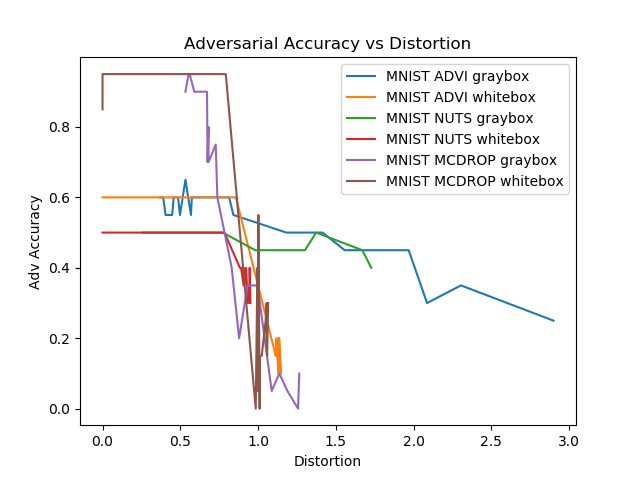 Adversarial Accuracy vs Distortion
MNIST ADVI graybox
MNIST ADVI whitebox
MNIST NUTS graybox
MNIST NUTS whitebox
MNIST MCDROP graybox
MNIST MCDROP whitebox
Adv Accuracy
0.8
0.6
0.4
0.2
0.0
0.0 0.5 1.0 1.5 2.0 2.5 3.0
Distortion